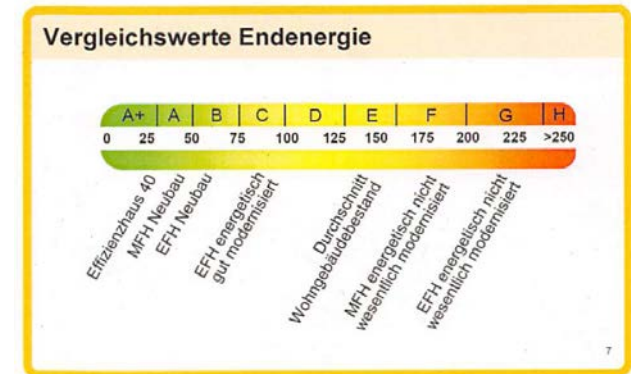 Vergleichswerte Endenergie
A+ A B C D E F G H
0 25 50 75 100 125 150 175 200 225 >250
Effizienzhaus 40
MFH Neubau
EFH Neubau
EFH energetisch
gut modernisiert
Durchschnitt
Wohngebäudebestand
MFH energetisch nicht
wesentlich modernisiert
EFH energetisch nicht
wesentlich modernisiert
7